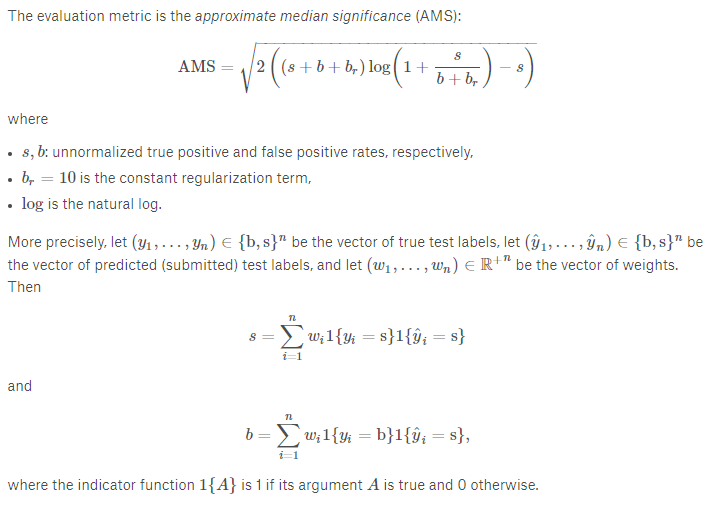 The evaluation metric is the approximate median significance (AMS):
AMS = √(2((s + b + b_r) log(1 + s/(b + b_r)) − s))
where
• s, b: unnormalized true positive and false positive rates, respectively,
• b_r = 10 is the constant regularization term,
• log is the natural log.
More precisely, let (y_1, . . . , y_n) ∈ {b, s}^n be the vector of true test labels, let (ŷ_1, . . . , ŷ_n) ∈ {b, s}^n be
the vector of predicted (submitted) test labels, and let (w_1, . . . , w_n) ∈ ℝ^{+n} be the vector of weights.
Then
s = ∑_{i=1}^{n} w_i 1{y_i = s}1{ŷ_i = s}
and
b = ∑_{i=1}^{n} w_i 1{y_i = b}1{ŷ_i = s},
where the indicator function 1{A} is 1 if its argument A is true and 0 otherwise.